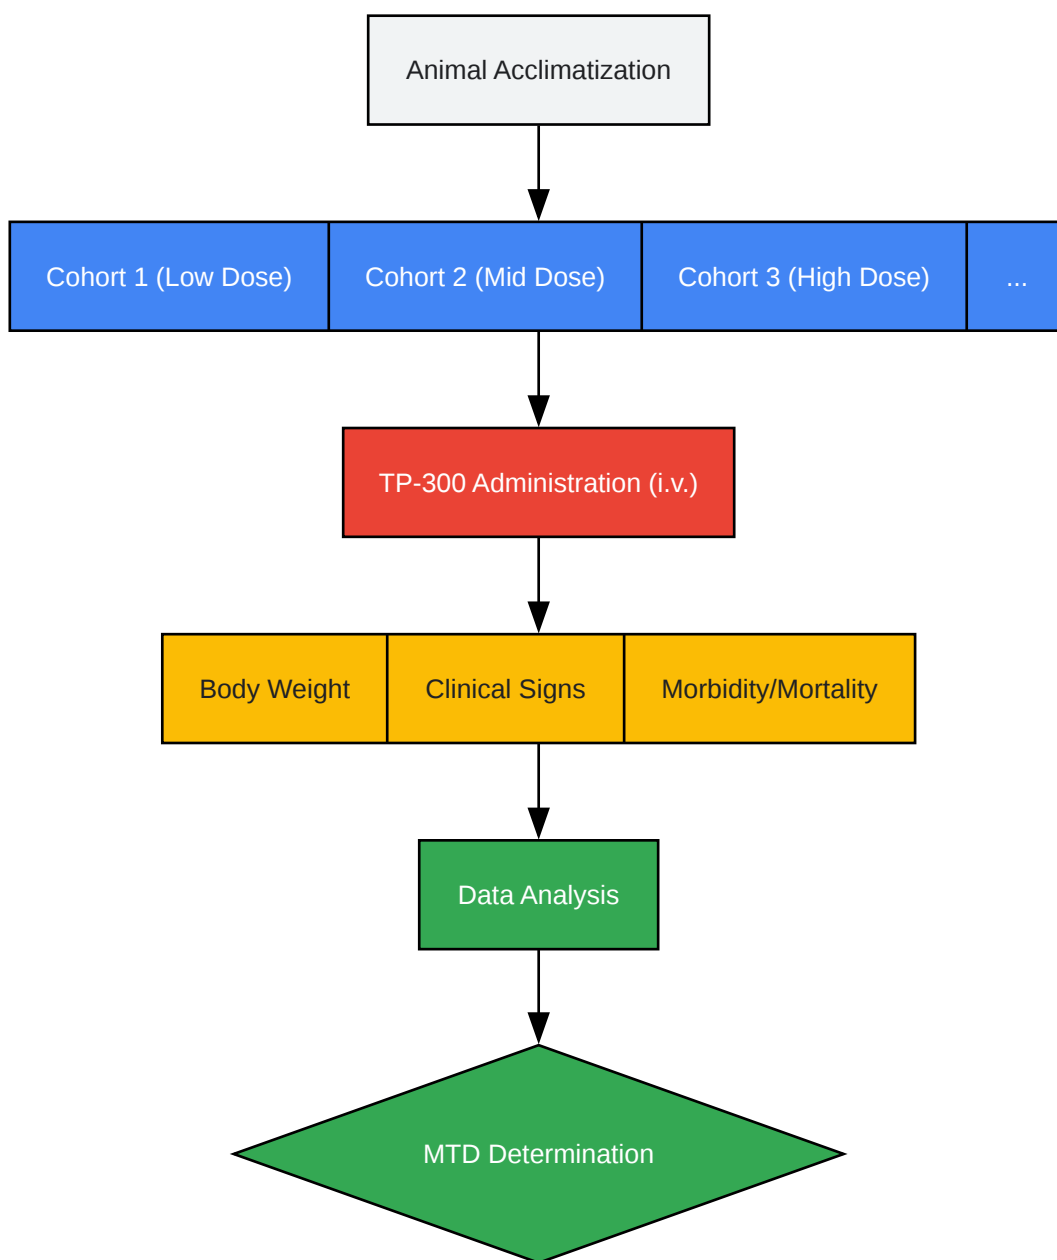 Animal Acclimatization
Cohort 1 (Low Dose)
Cohort 2 (Mid Dose)
Cohort 3 (High Dose)
...
TP-300 Administration (i.v.)
Body Weight
Clinical Signs
Morbidity/Mortality
Data Analysis
MTD Determination